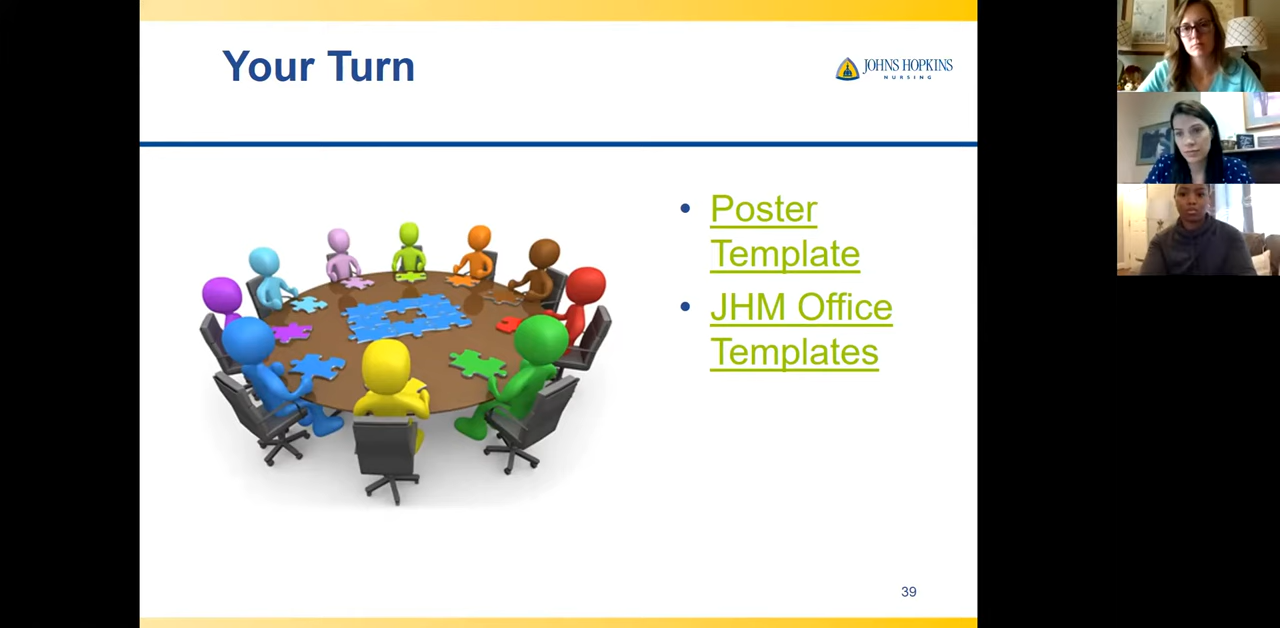 Your Turn
JOHNS HOPKINS
NURSING
• Poster
Template
• JHM Office
Templates
39